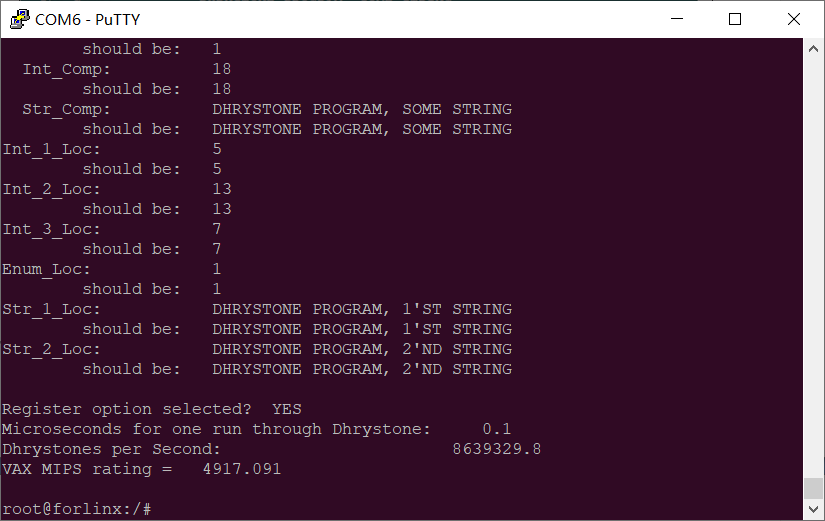 COM6 - PuTTY
should be: 1
Int_Comp: 18
should be: 18
Str_Comp: DHRYSTONE PROGRAM, SOME STRING
should be: DHRYSTONE PROGRAM, SOME STRING
Int_1_Loc: 5
should be: 5
Int_2_Loc: 13
should be: 13
Int_3_Loc: 7
should be: 7
Enum_Loc: 1
should be: 1
Str_1_Loc: DHRYSTONE PROGRAM, 1'ST STRING
should be: DHRYSTONE PROGRAM, 1'ST STRING
Str_2_Loc: DHRYSTONE PROGRAM, 2'ND STRING
should be: DHRYSTONE PROGRAM, 2'ND STRING
Register option selected? YES
Microseconds for one run through Dhrystone: 0.1
Dhrystones per Second: 8639329.8
VAX MIPS rating = 4917.091
root@forlinx:/#